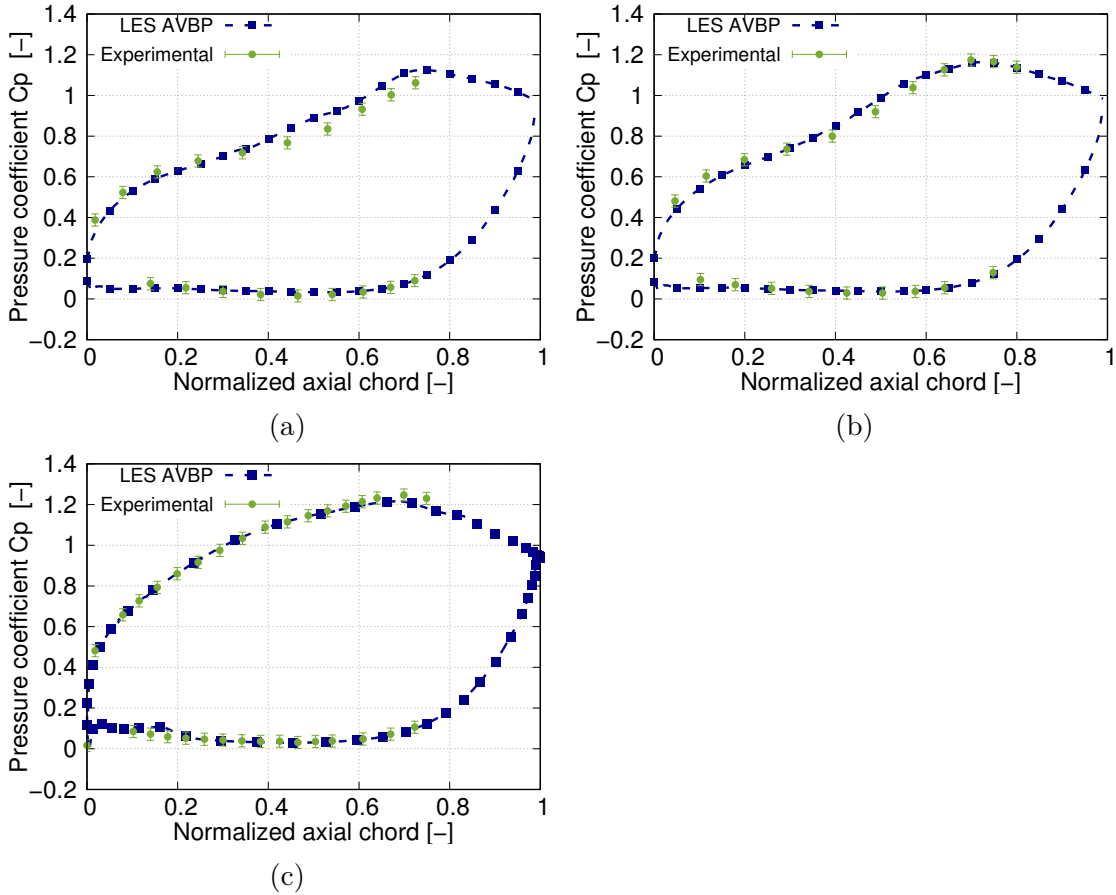 1.4
1.2
1
0.8
0.6
0.4
0.2
0
−0.2
0 0.2 0.4 0.6 0.8 1
Pressure coefficient Cp [−]
Normalized axial chord [−]
LES AVBP
Experimental
(a)
1.4
1.2
1
0.8
0.6
0.4
0.2
0
−0.2
0 0.2 0.4 0.6 0.8 1
Pressure coefficient Cp [−]
Normalized axial chord [−]
LES AVBP
Experimental
(b)
1.4
1.2
1
0.8
0.6
0.4
0.2
0
−0.2
0 0.2 0.4 0.6 0.8 1
Pressure coefficient Cp [−]
Normalized axial chord [−]
LES AVBP
Experimental
(c)